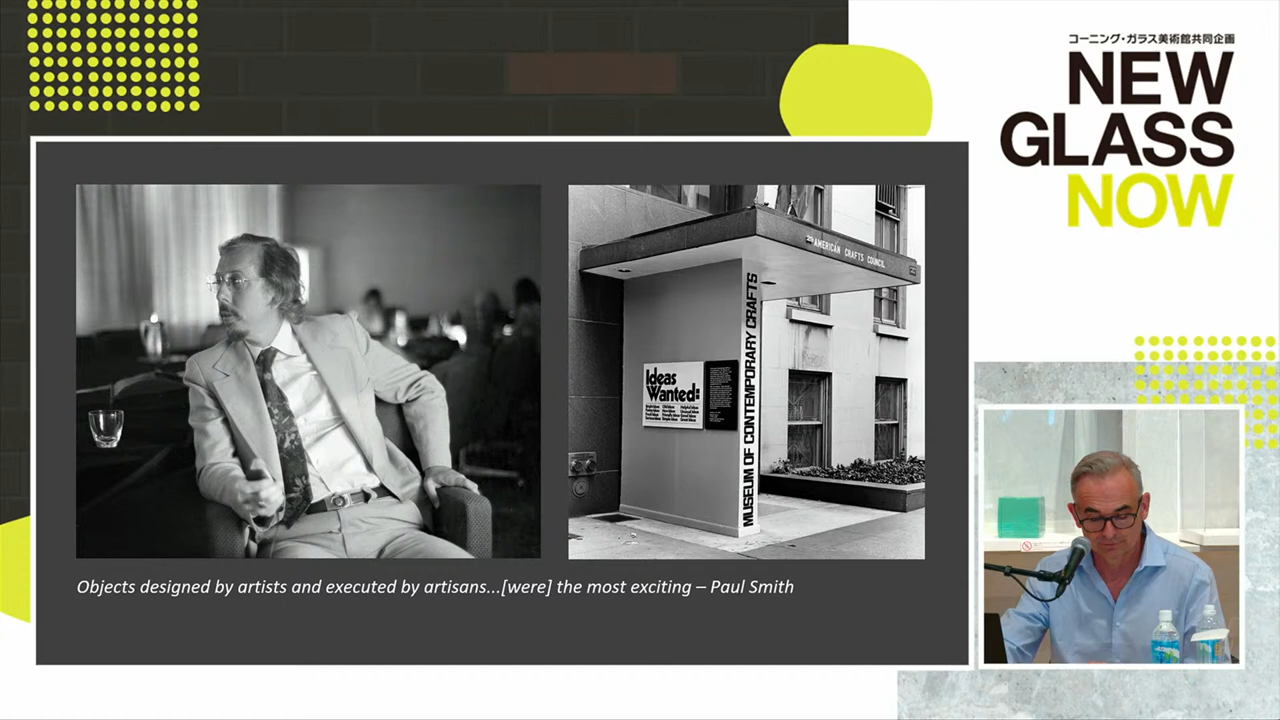 コーニング・ガラス美術館共同企画
NEW
GLASS
NOW
AMERICAN CRAFTS COUNCIL
MUSEUM OF CONTEMPORARY CRAFTS
Ideas
Wanted:
Objects designed by artists and executed by artisans...[were] the most exciting – Paul Smith